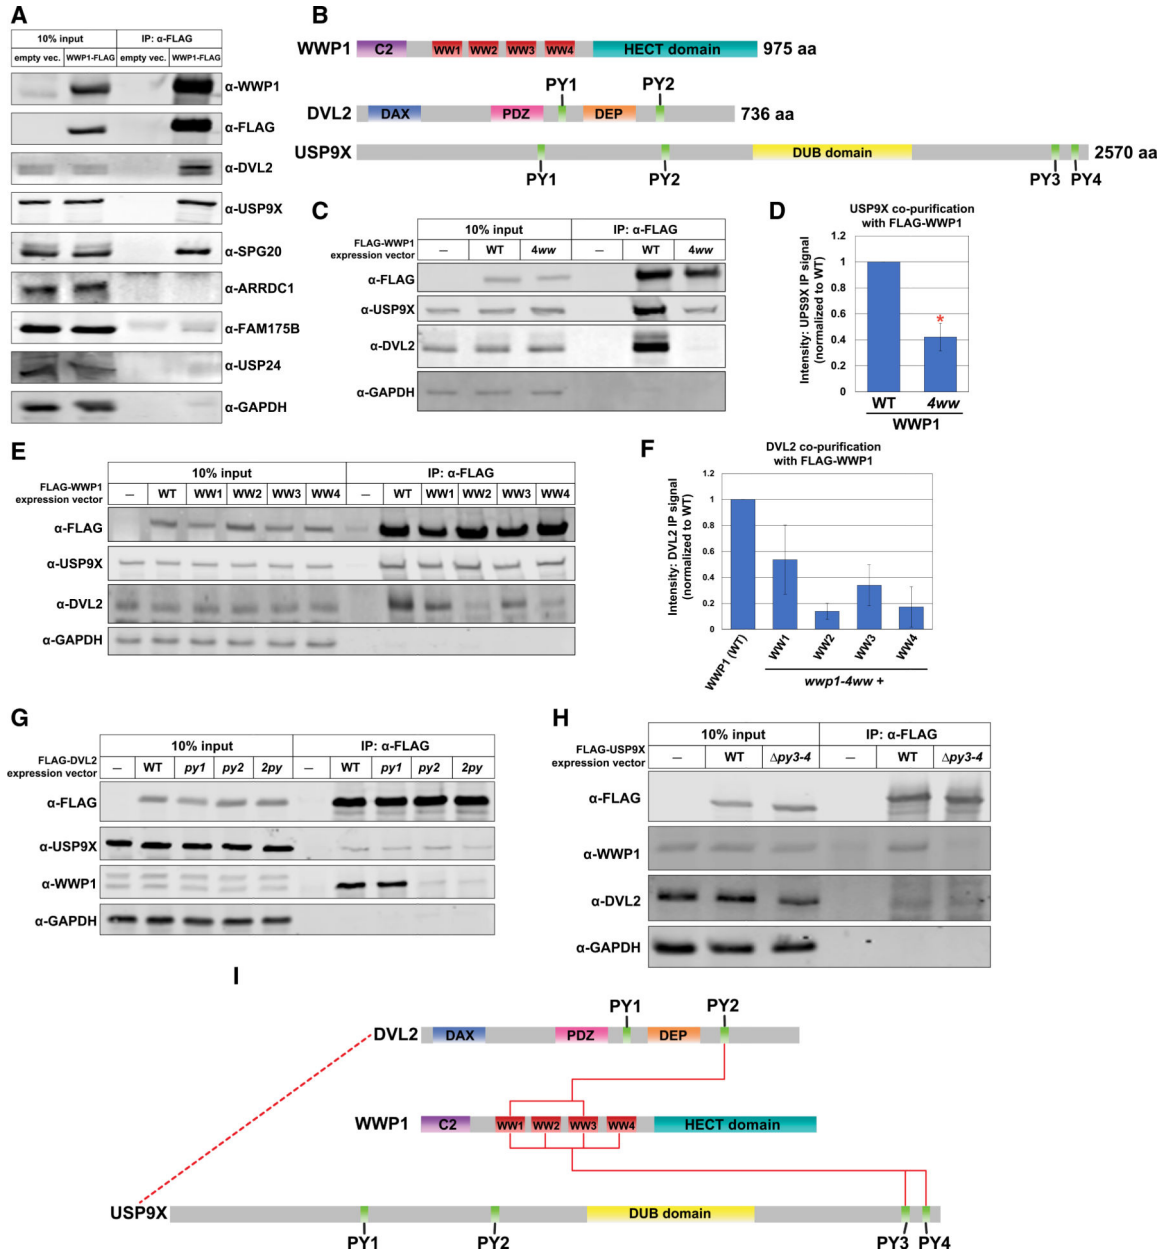 A
10% input IP: α-FLAG
empty vec. WWP1-FLAG empty vec. WWP1-FLAG
α-WWP1
α-FLAG
α-DVL2
α-USP9X
α-SPG20
α-ARRDC1
α-FAM175B
α-USP24
α-GAPDH
B
WWP1 C2 WW1 WW2 WW3 WW4 HECT domain 975 aa
PY1 PY2
DVL2 DAX PDZ DEP 736 aa
USP9X DUB domain 2570 aa
PY1 PY2 PY3 PY4
C
10% input IP: α-FLAG
FLAG-WWP1
expression vector
— WT 4ww — WT 4ww
α-FLAG
α-USP9X
α-DVL2
α-GAPDH
D
USP9X co-purification
with FLAG-WWP1
Intensity: UPS9X IP signal
(normalized to WT)
1.2
1
0.8
0.6
0.4
0.2
0
*
WT 4ww
WWP1
E
10% input IP: α-FLAG
FLAG-WWP1
expression vector
— WT WW1 WW2 WW3 WW4 — WT WW1 WW2 WW3 WW4
α-FLAG
α-USP9X
α-DVL2
α-GAPDH
F
DVL2 co-purification
with FLAG-WWP1
Intensity: DVL2 IP signal
(normalized to WT)
1.2
1
0.8
0.6
0.4
0.2
0
WWP1 (WT) WW1 WW2 WW3 WW4
wwp1-4ww +
G
10% input IP: α-FLAG
FLAG-DVL2
expression vector
— WT py1 py2 2py — WT py1 py2 2py
α-FLAG
α-USP9X
α-WWP1
α-GAPDH
H
10% input IP: α-FLAG
FLAG-USP9X
expression vector
— WT Δpy3-4 — WT Δpy3-4
α-FLAG
α-WWP1
α-DVL2
α-GAPDH
I
PY1 PY2
DVL2 DAX PDZ DEP
WWP1 C2 WW1 WW2 WW3 WW4 HECT domain
USP9X DUB domain
PY1 PY2 PY3 PY4